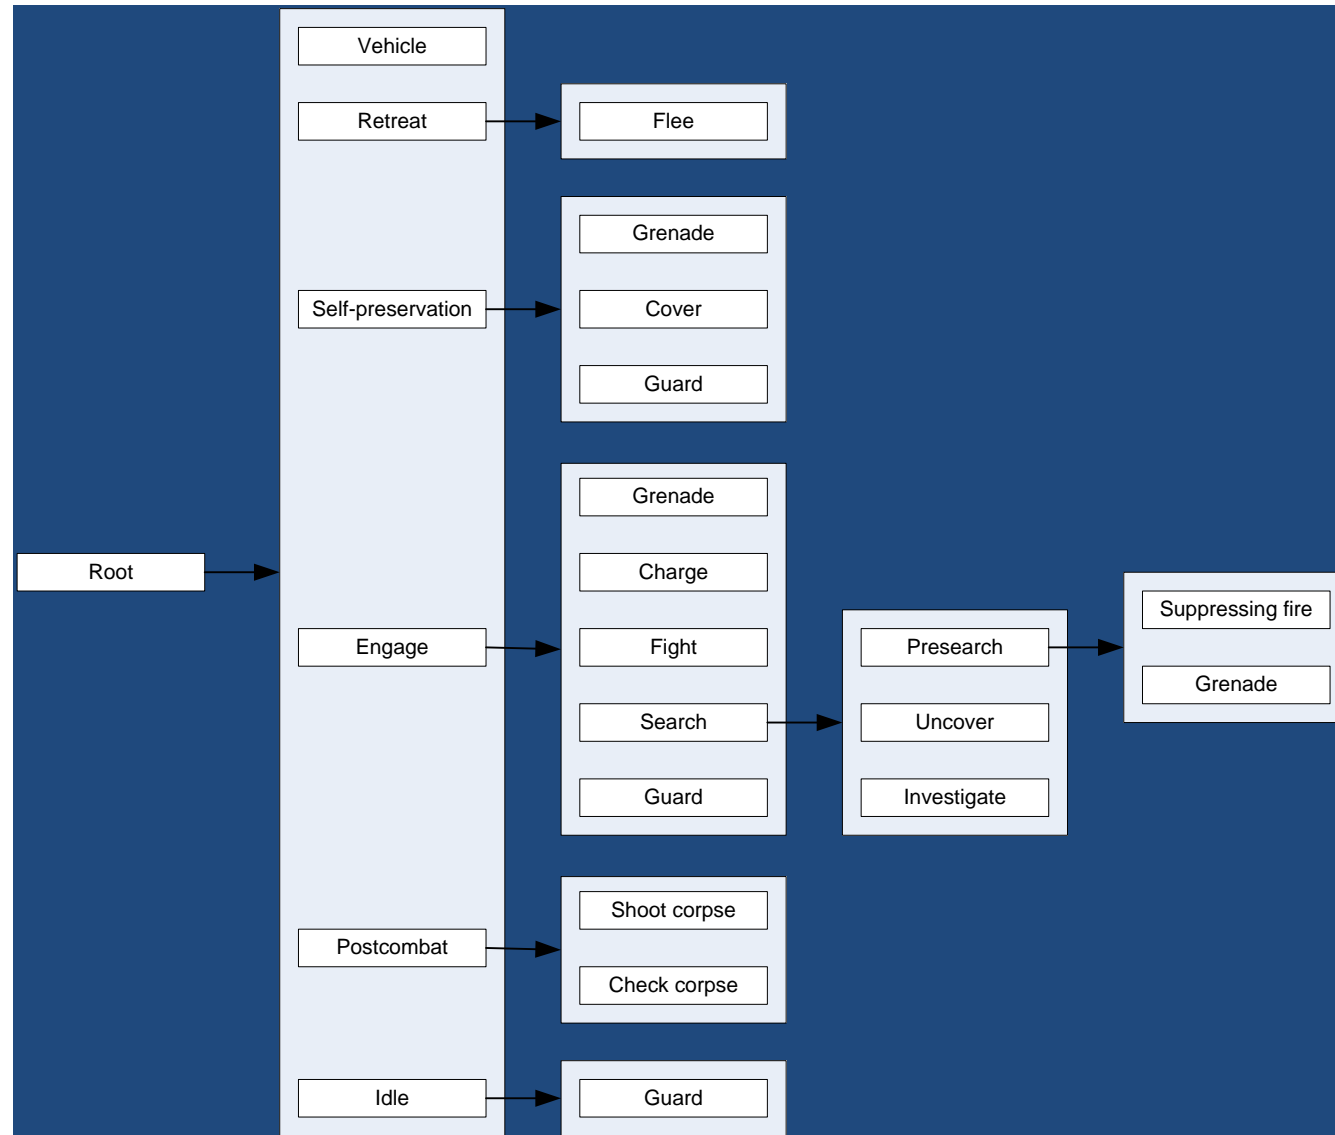 Vehicle
Retreat
Flee
Grenade
Self-preservation
Cover
Guard
Grenade
Root
Charge
Suppressing fire
Engage
Fight
Presearch
Grenade
Search
Uncover
Guard
Investigate
Shoot corpse
Postcombat
Check corpse
Idle
Guard